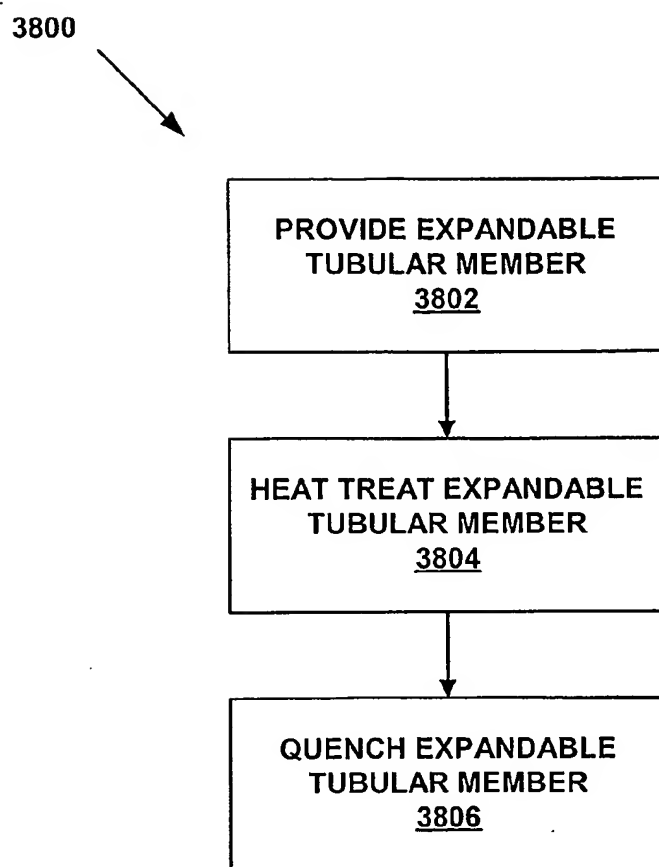 3800
PROVIDE EXPANDABLE
TUBULAR MEMBER
3802
HEAT TREAT EXPANDABLE
TUBULAR MEMBER
3804
QUENCH EXPANDABLE
TUBULAR MEMBER
3806